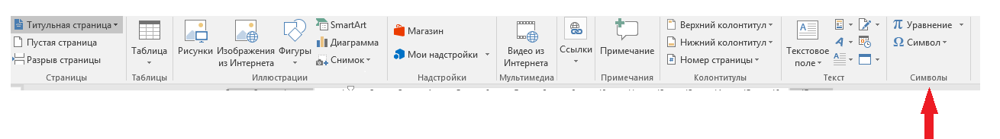 Титульная страница
Пустая страница
Разрыв страницы
Страницы
Таблица
Таблицы
Рисунки
Изображения
из Интернета
Фигуры
SmartArt
Диаграмма
Снимок
Иллюстрации
Магазин
Мои надстройки
Надстройки
Видео из
Интернета
Мультимедиа
Ссылки
Примечание
Примечания
Верхний колонтитул
Нижний колонтитул
Номер страницы
Колонтитулы
Текстовое
поле
Текст
π Уравнение
Ω Символ
Символы